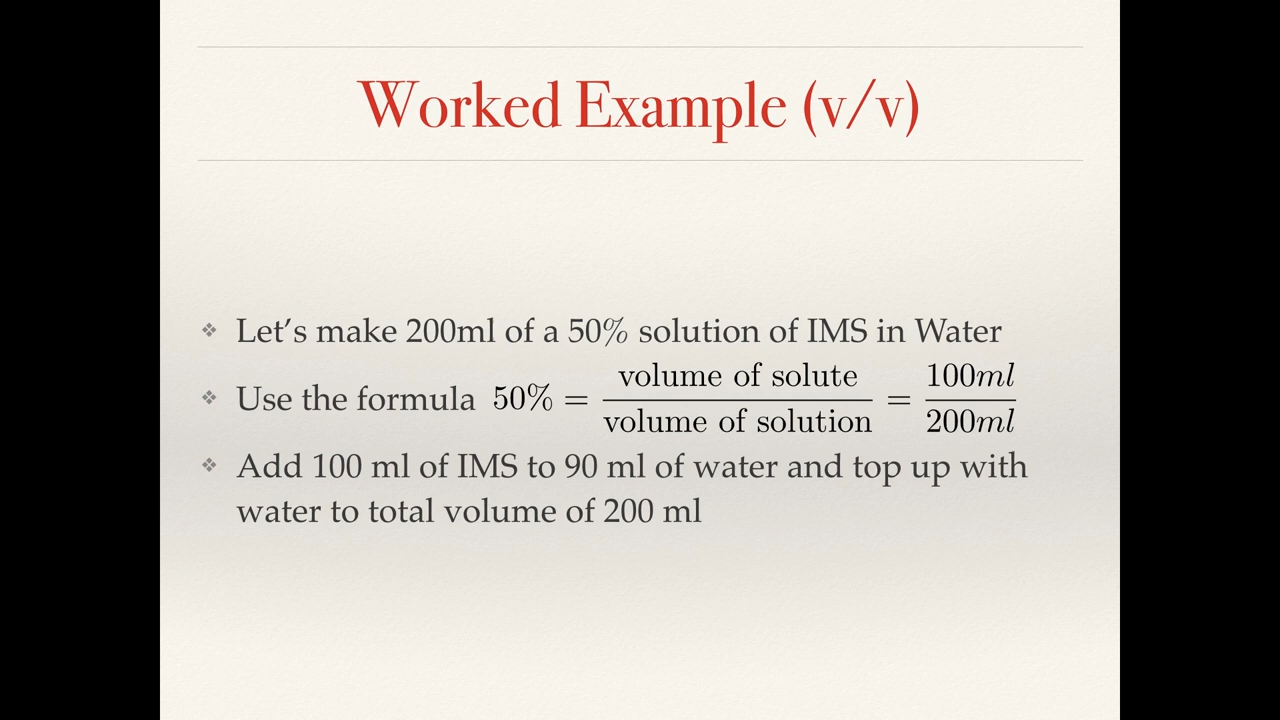 Worked Example (v/v)
❖ Let’s make 200ml of a 50% solution of IMS in Water
❖ Use the formula 50% = volume of solute / volume of solution = 100ml / 200ml
❖ Add 100 ml of IMS to 90 ml of water and top up with
water to total volume of 200 ml